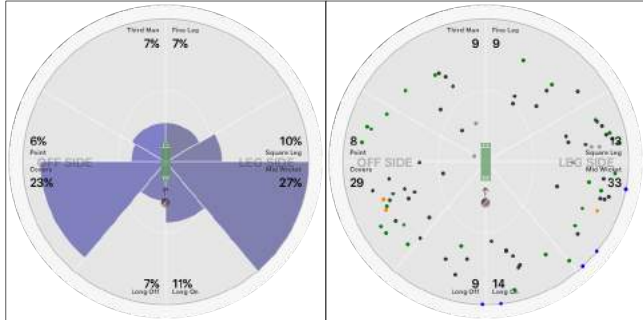 Third Man Fine Leg
7% 7%
6%
Point
OFF SIDE
Covers
23%
10%
Square Leg
LEG SIDE
Mid Wicket
27%
7% 11%
Long Off Long On
Third Man Fine Leg
9 9
8
Point
OFF SIDE
Covers
29
13
Square Leg
LEG SIDE
Mid Wicket
33
9 14
Long Off Long On